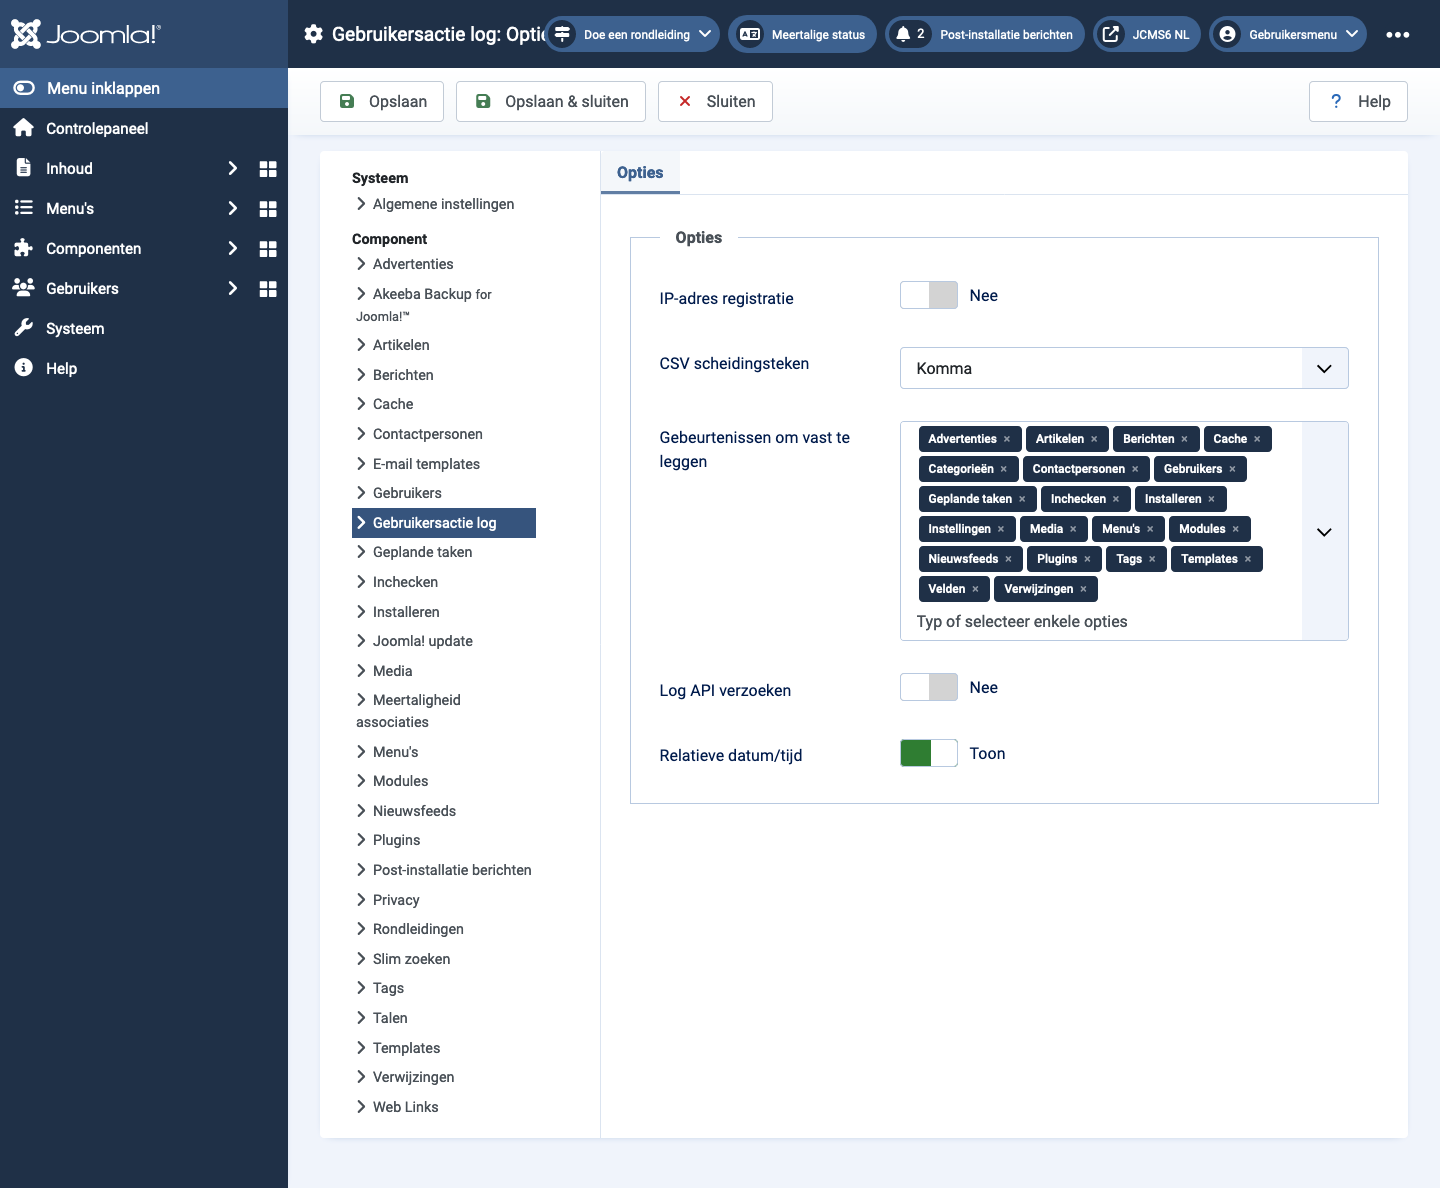 Joomla!®
Gebruikersactie log: Optie
Doe een rondleiding
Meertalige status
2
Post-installatie berichten
JCMS6 NL
Gebruikersmenu
Menu inklappen
Controlepaneel
Inhoud
Menu's
Componenten
Gebruikers
Systeem
Help
Opslaan
Opslaan & sluiten
Sluiten
? Help
Systeem
Algemene instellingen
Component
Advertenties
Akeeba Backup for
Joomla!™
Artikelen
Berichten
Cache
Contactpersonen
E-mail templates
Gebruikers
Gebruikersactie log
Geplande taken
Inchecken
Installeren
Joomla! update
Media
Meertaligheid
associaties
Menu's
Modules
Nieuwsfeeds
Plugins
Post-installatie berichten
Privacy
Rondleidingen
Slim zoeken
Tags
Talen
Templates
Verwijzingen
Web Links
Opties
Opties
IP-adres registratie
Nee
CSV scheidingsteken
Komma
Gebeurtenissen om vast te
leggen
Advertenties × Artikelen × Berichten × Cache ×
Categorieën × Contactpersonen × Gebruikers ×
Geplande taken × Inchecken × Installeren ×
Instellingen × Media × Menu's × Modules ×
Nieuwsfeeds × Plugins × Tags × Templates ×
Velden × Verwijzingen ×
Typ of selecteer enkele opties
Log API verzoeken
Nee
Relatieve datum/tijd
Toon